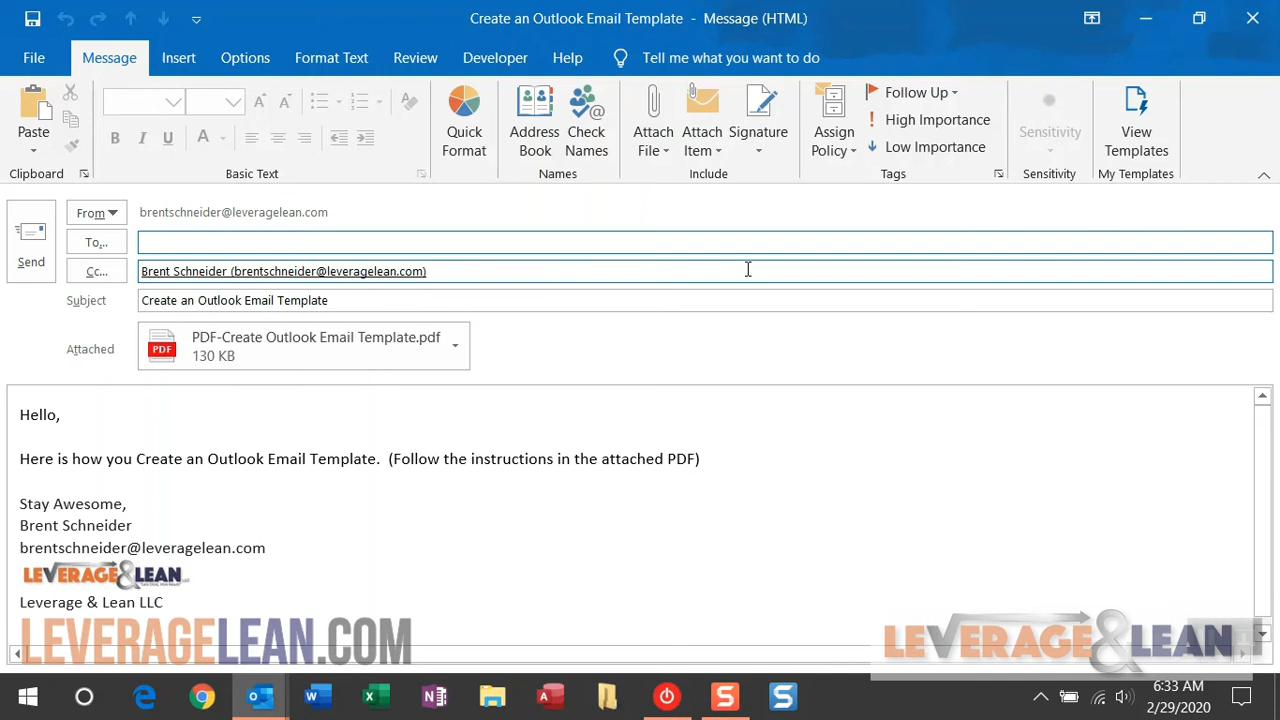 Create an Outlook Email Template - Message (HTML)
File Message Insert Options Format Text Review Developer Help Tell me what you want to do
Paste
Clipboard
Basic Text
Quick Format
Address Book
Check Names
Names
Attach File
Attach Item
Signature
Include
Assign Policy
Follow Up
High Importance
Low Importance
Tags
Sensitivity
Sensitivity
View Templates
My Templates
Send
From brentschneider@leveragelean.com
To...
Cc... Brent Schneider (brentschneider@leveragelean.com)
Subject Create an Outlook Email Template
Attached PDF PDF-Create Outlook Email Template.pdf
130 KB
Hello,
Here is how you Create an Outlook Email Template. (Follow the instructions in the attached PDF)
Stay Awesome,
Brent Schneider
brentschneider@leveragelean.com
LEVERAGE&LEAN
Leverage & Lean LLC
LEVERAGELEAN.COM
LEVERAGE&LEAN
6:33 AM
2/29/2020